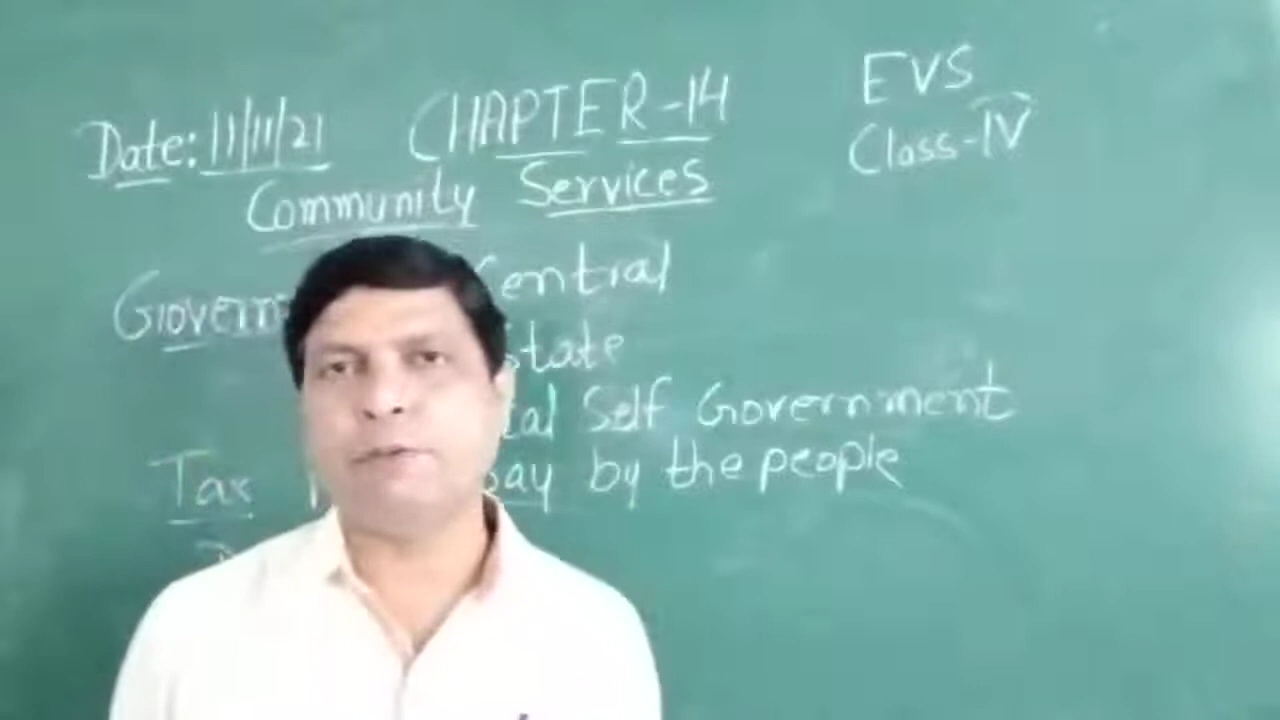 EVS
Date: 11/11/21 CHAPTER-14
Class-IV
Community Services
Central
State
Self Government
Tax pay by the people